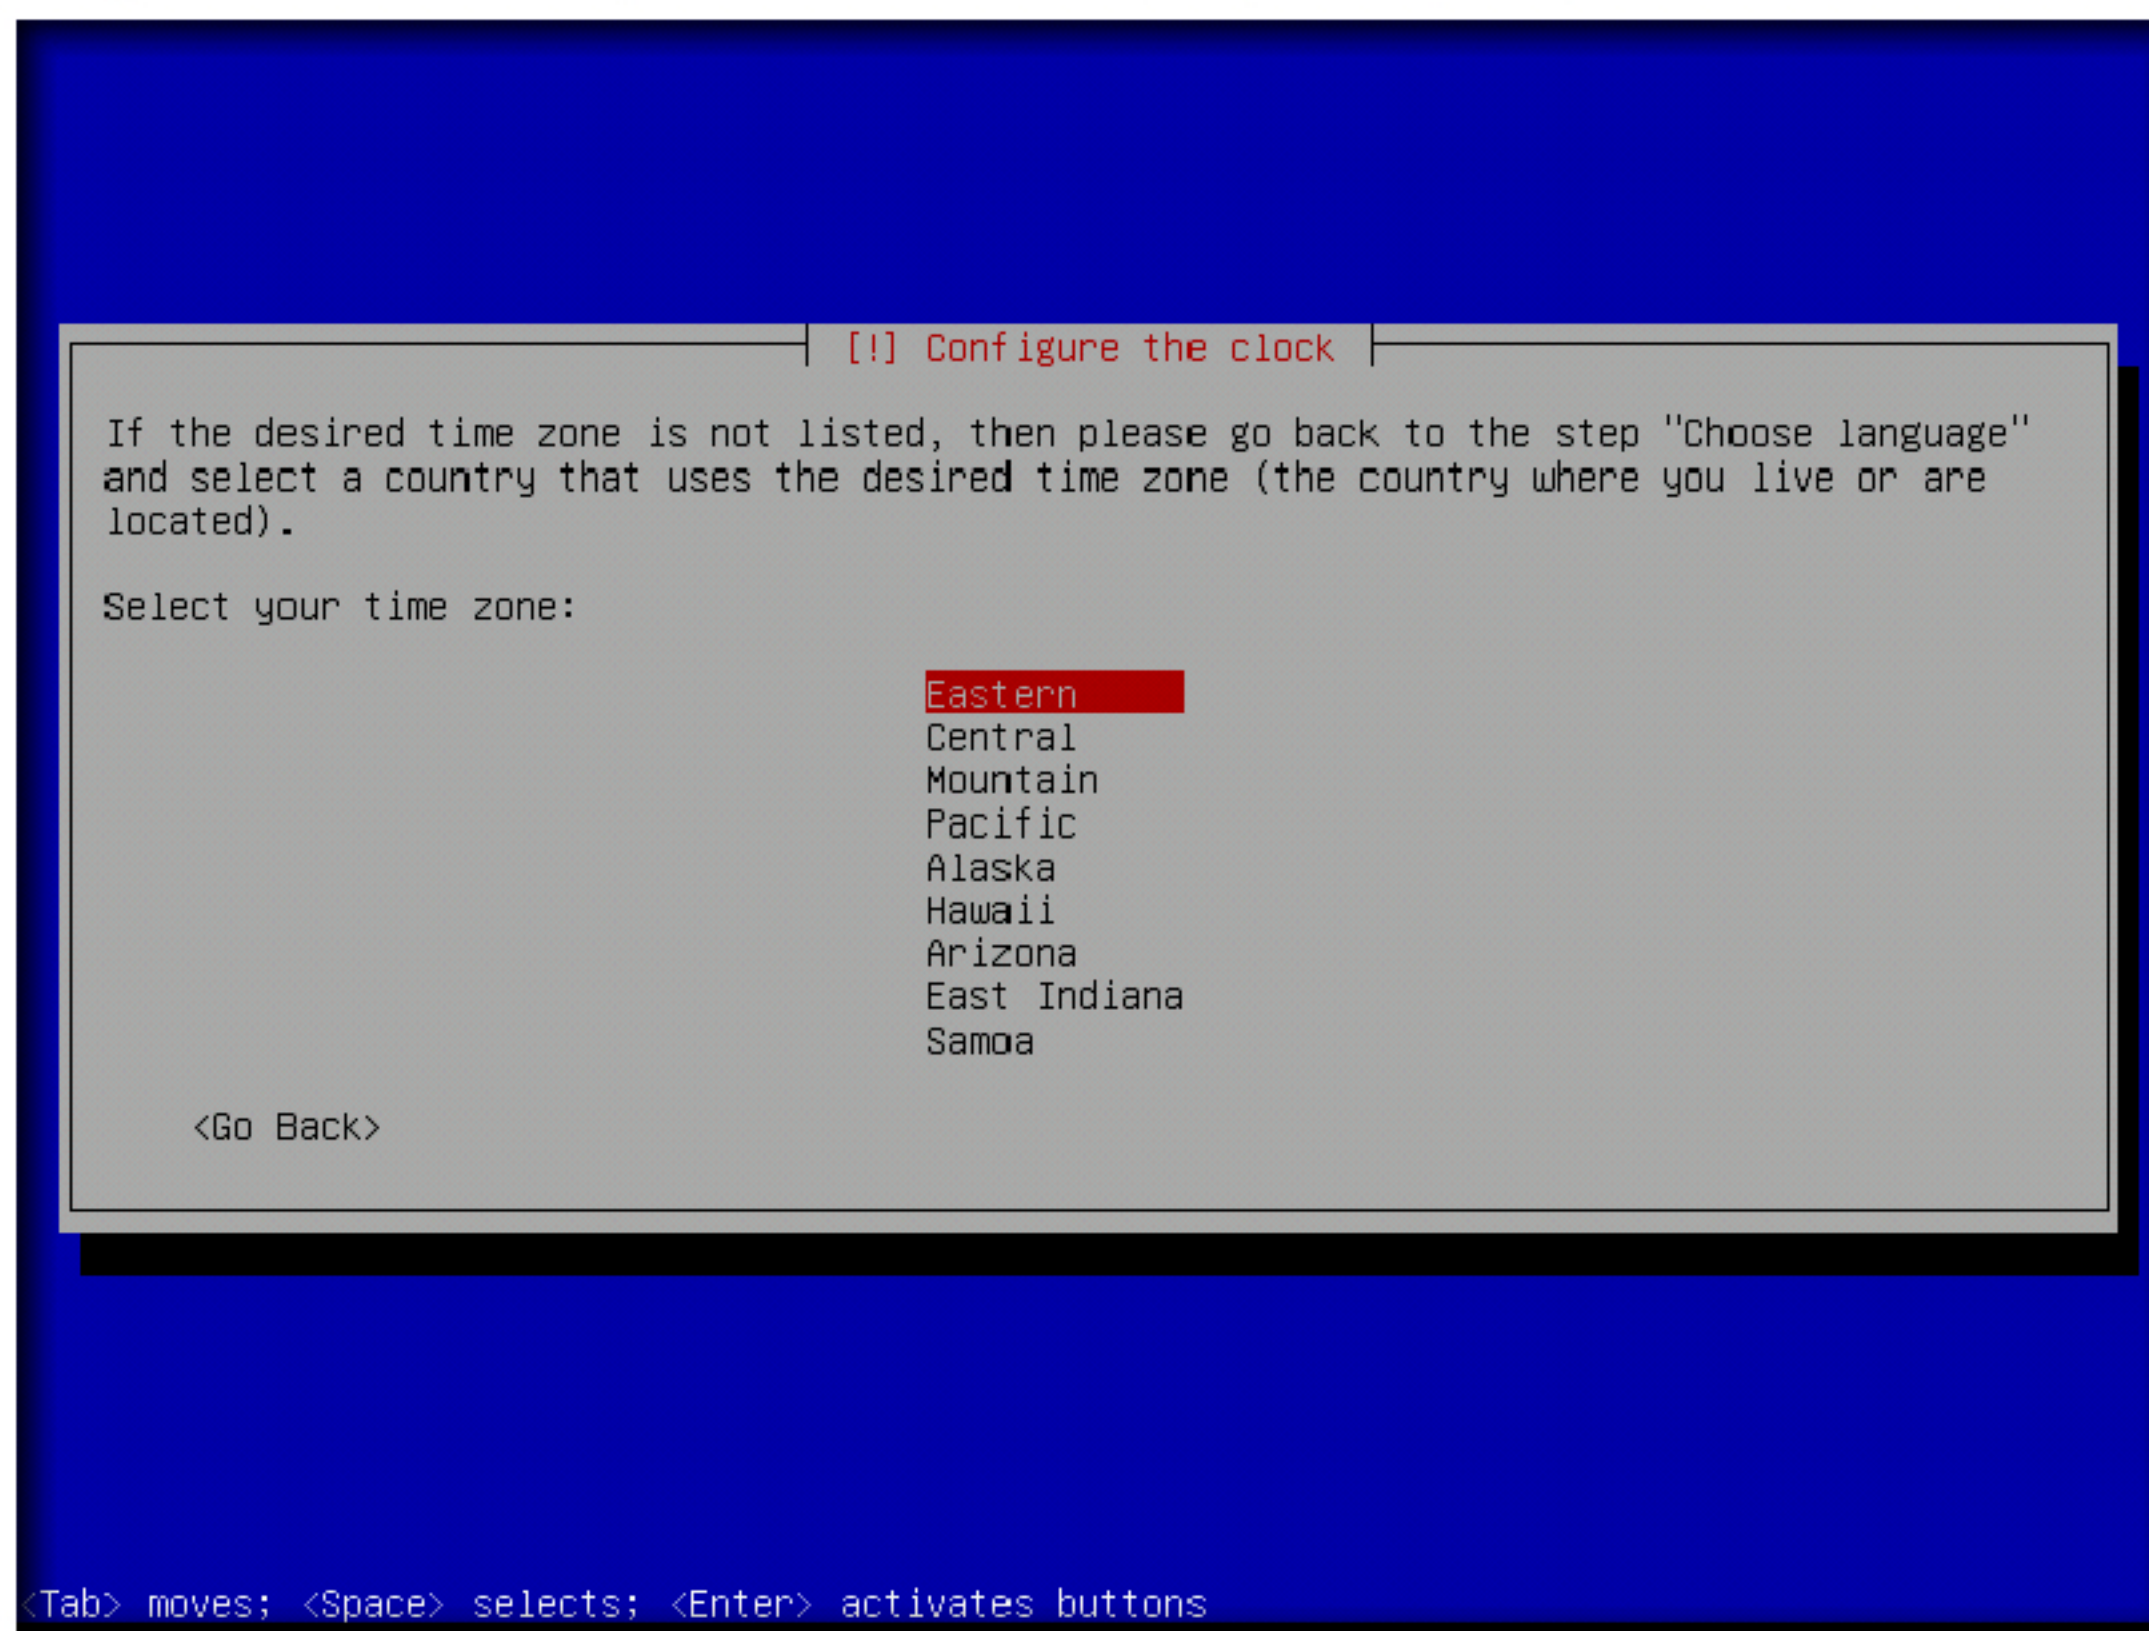 [!] Configure the clock
If the desired time zone is not listed, then please go back to the step "Choose language"
and select a country that uses the desired time zone (the country where you live or are
located).
Select your time zone:
Eastern
Central
Mountain
Pacific
Alaska
Hawaii
Arizona
East Indiana
Samoa
<Go Back>
<Tab> moves; <Space> selects; <Enter> activates buttons